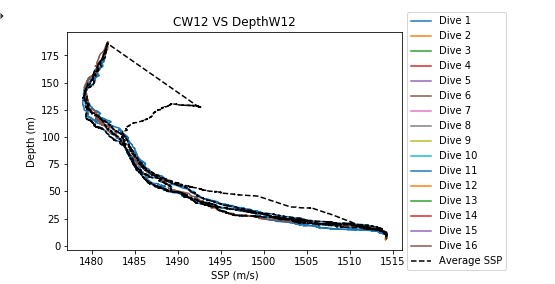 CW12 VS DepthW12
Depth (m)
175
150
125
100
75
50
25
0
1480 1485 1490 1495 1500 1505 1510 1515
SSP (m/s)
Dive 1
Dive 2
Dive 3
Dive 4
Dive 5
Dive 6
Dive 7
Dive 8
Dive 9
Dive 10
Dive 11
Dive 12
Dive 13
Dive 14
Dive 15
Dive 16
Average SSP